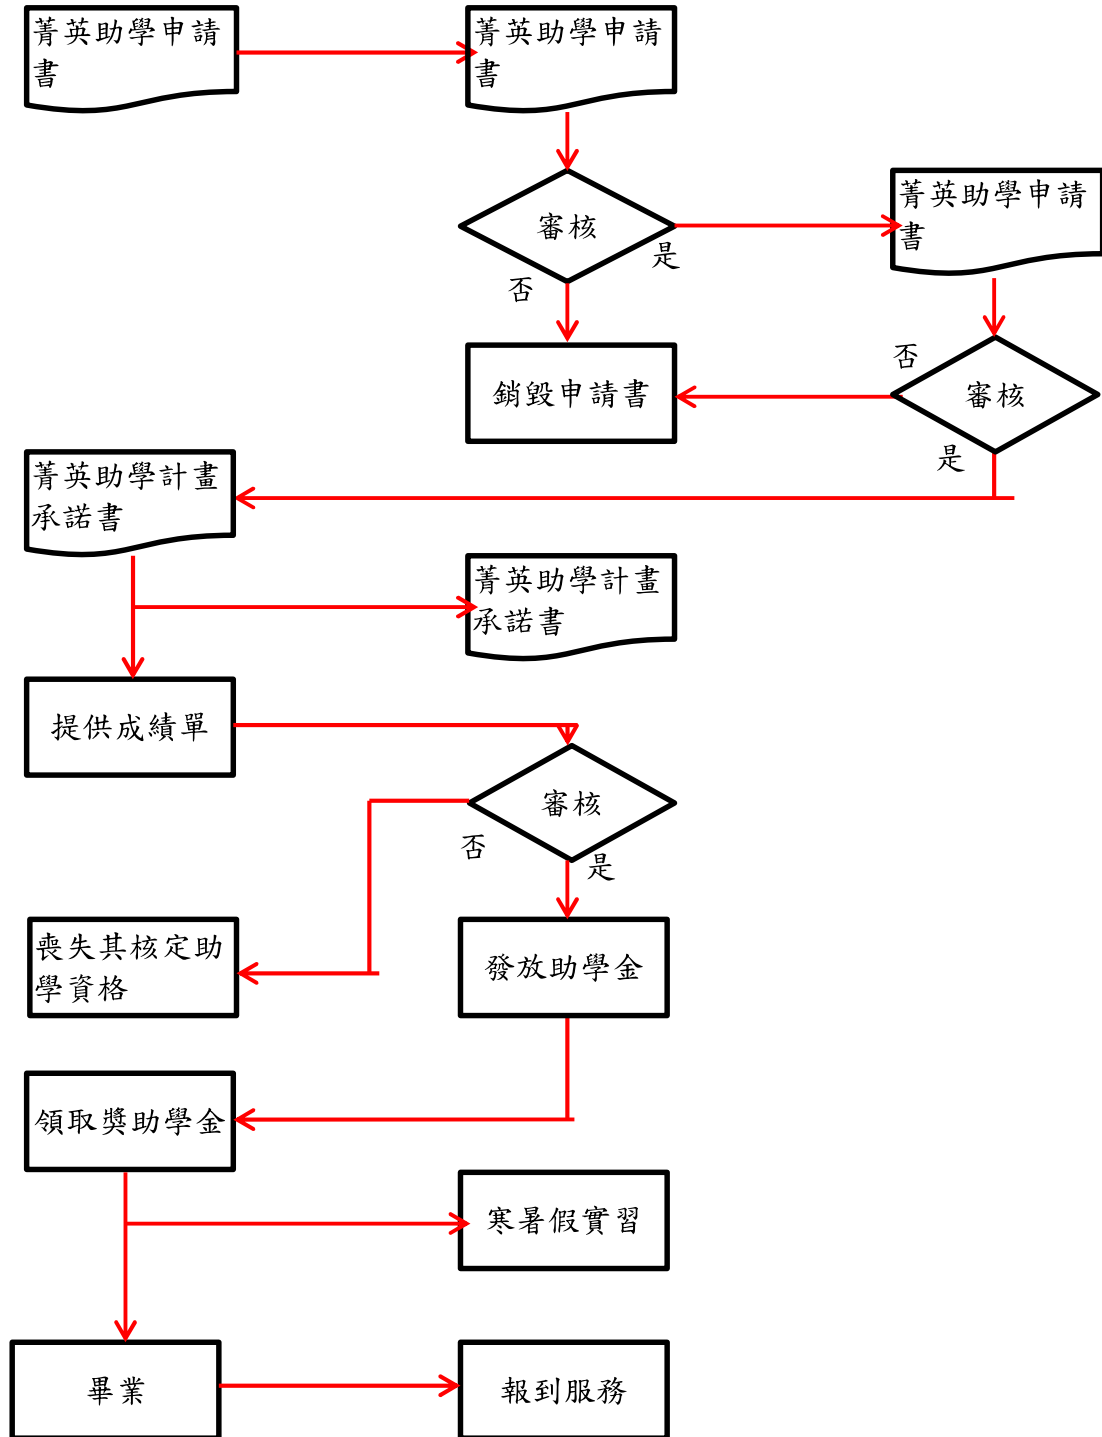 菁英助學申請
書
菁英助學申請
書
審核
是
否
菁英助學申請
書
銷毀申請書
否
審核
是
菁英助學計畫
承諾書
菁英助學計畫
承諾書
提供成績單
審核
否
是
喪失其核定助
學資格
發放助學金
領取獎助學金
寒暑假實習
畢業
報到服務